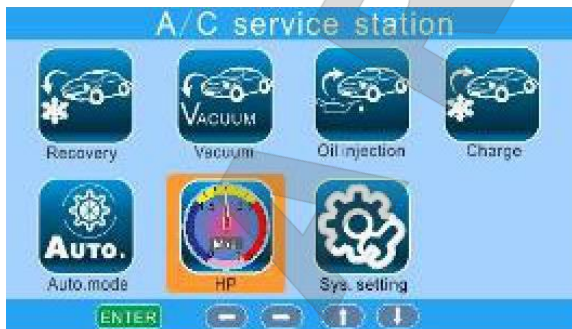 A/C service station
VACUUM
Recovery Vacuum Oil injection Charge
AUTO.
Auto.mode HP Sys. setting
ENTER